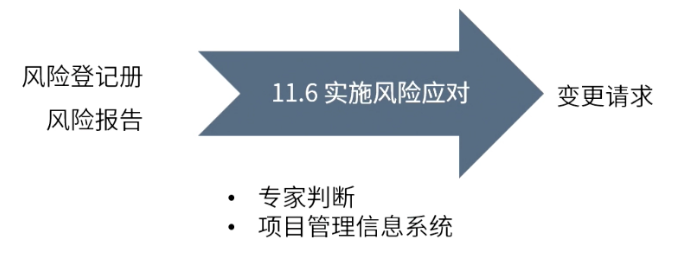 风险登记册
风险报告
11.6 实施风险应对
变更请求
• 专家判断
• 项目管理信息系统